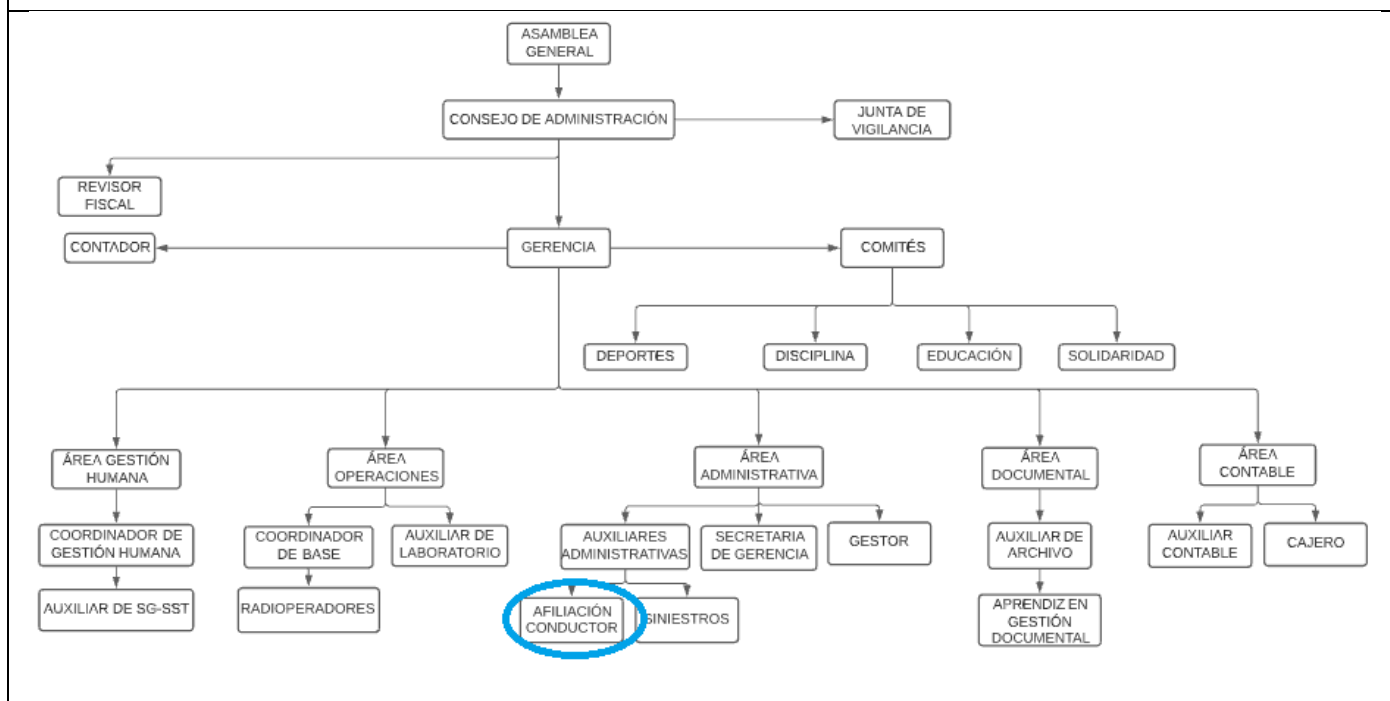 ASAMBLEA
GENERAL
CONSEJO DE ADMINISTRACIÓN
JUNTA DE
VIGILANCIA
REVISOR
FISCAL
CONTADOR
GERENCIA
COMITÉS
DEPORTES
DISCIPLINA
EDUCACIÓN
SOLIDARIDAD
ÁREA GESTIÓN
HUMANA
ÁREA
OPERACIONES
ÁREA
ADMINISTRATIVA
ÁREA
DOCUMENTAL
ÁREA
CONTABLE
COORDINADOR DE
GESTIÓN HUMANA
COORDINADOR
DE BASE
AUXILIAR DE
LABORATORIO
AUXILIARES
ADMINISTRATIVAS
SECRETARIA
DE GERENCIA
GESTOR
AUXILIAR DE
ARCHIVO
AUXILIAR
CONTABLE
CAJERO
AUXILIAR DE SG-SST
RADIOPERADORES
AFILIACIÓN
CONDUCTOR
SINIESTROS
APRENDIZ EN
GESTIÓN
DOCUMENTAL